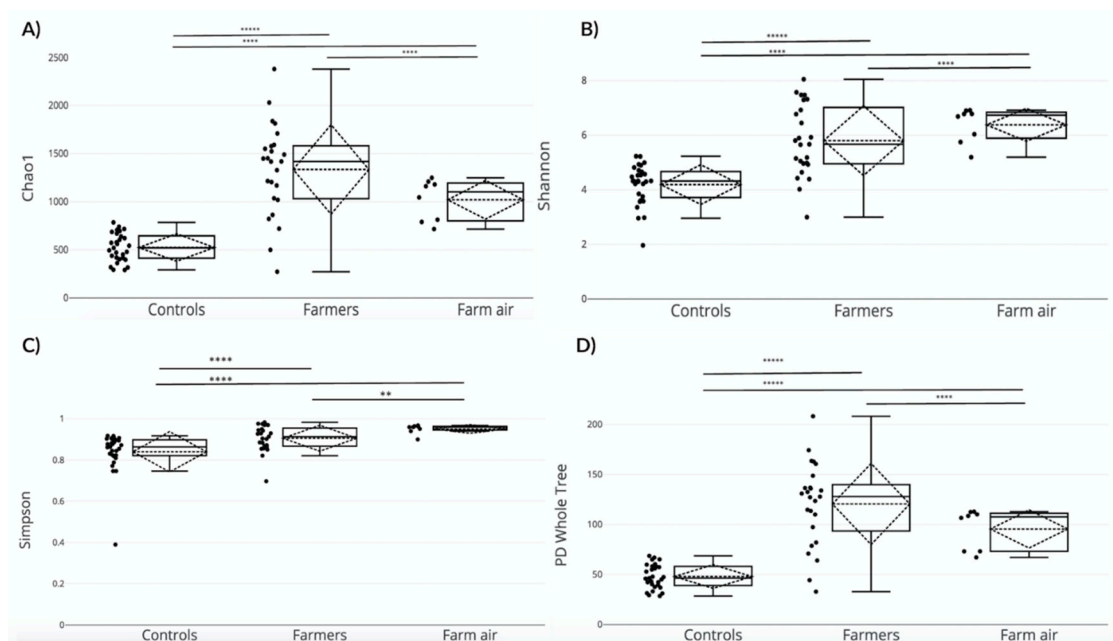 A)
*****
****
****
2500
2000
1500
1000
500
0
Chao1
Controls Farmers Farm air
B)
*****
****
****
8
6
4
2
0
Shannon
Controls Farmers Farm air
C)
****
****
**
1
0.8
0.6
0.4
0.2
0
Simpson
Controls Farmers Farm air
D)
*****
*****
****
200
150
100
50
0
PD Whole Tree
Controls Farmers Farm air